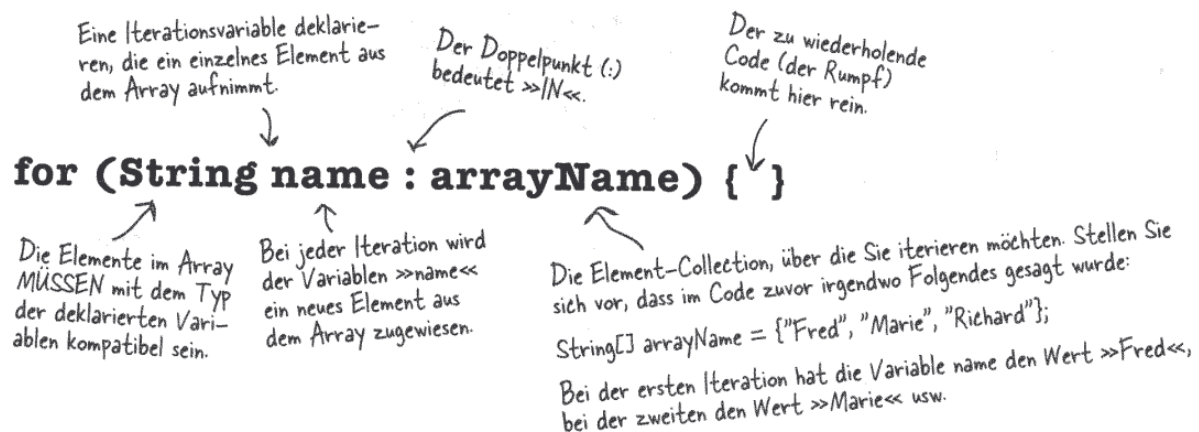 Eine Iterationsvariable deklarie-
ren, die ein einzelnes Element aus
dem Array aufnimmt.
Der Doppelpunkt (:)
bedeutet »IN«.
Der zu wiederholende
Code (der Rumpf)
kommt hier rein.
for (String name : arrayName) { }
Die Elemente im Array
MÜSSEN mit dem Typ
der deklarierten Vari-
ablen kompatibel sein.
Bei jeder Iteration wird
der Variablen »name«
ein neues Element aus
dem Array zugewiesen.
Die Element-Collection, über die Sie iterieren möchten. Stellen Sie
sich vor, dass im Code zuvor irgendwo Folgendes gesagt wurde:
String[] arrayName = {"Fred", "Marie", "Richard"};
Bei der ersten Iteration hat die Variable name den Wert »Fred«,
bei der zweiten den Wert »Marie« usw.